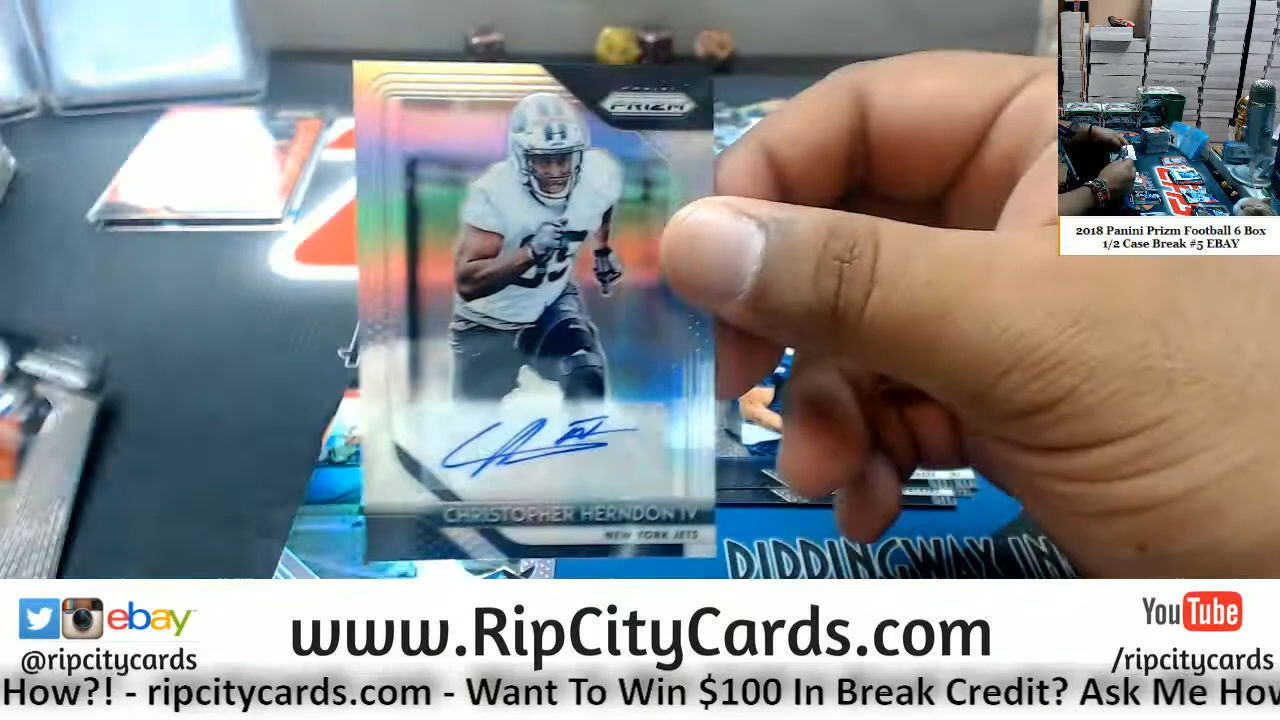 PANINI
PRIZM
85
CHRISTOPHER HERNDON IV
NEW YORK JETS
2018 Panini Prizm Football 6 Box
1/2 Case Break #5 EBAY
ebay
@ripcitycards
www.RipCityCards.com
YouTube
/ripcitycards
How?! - ripcitycards.com - Want To Win $100 In Break Credit? Ask Me How